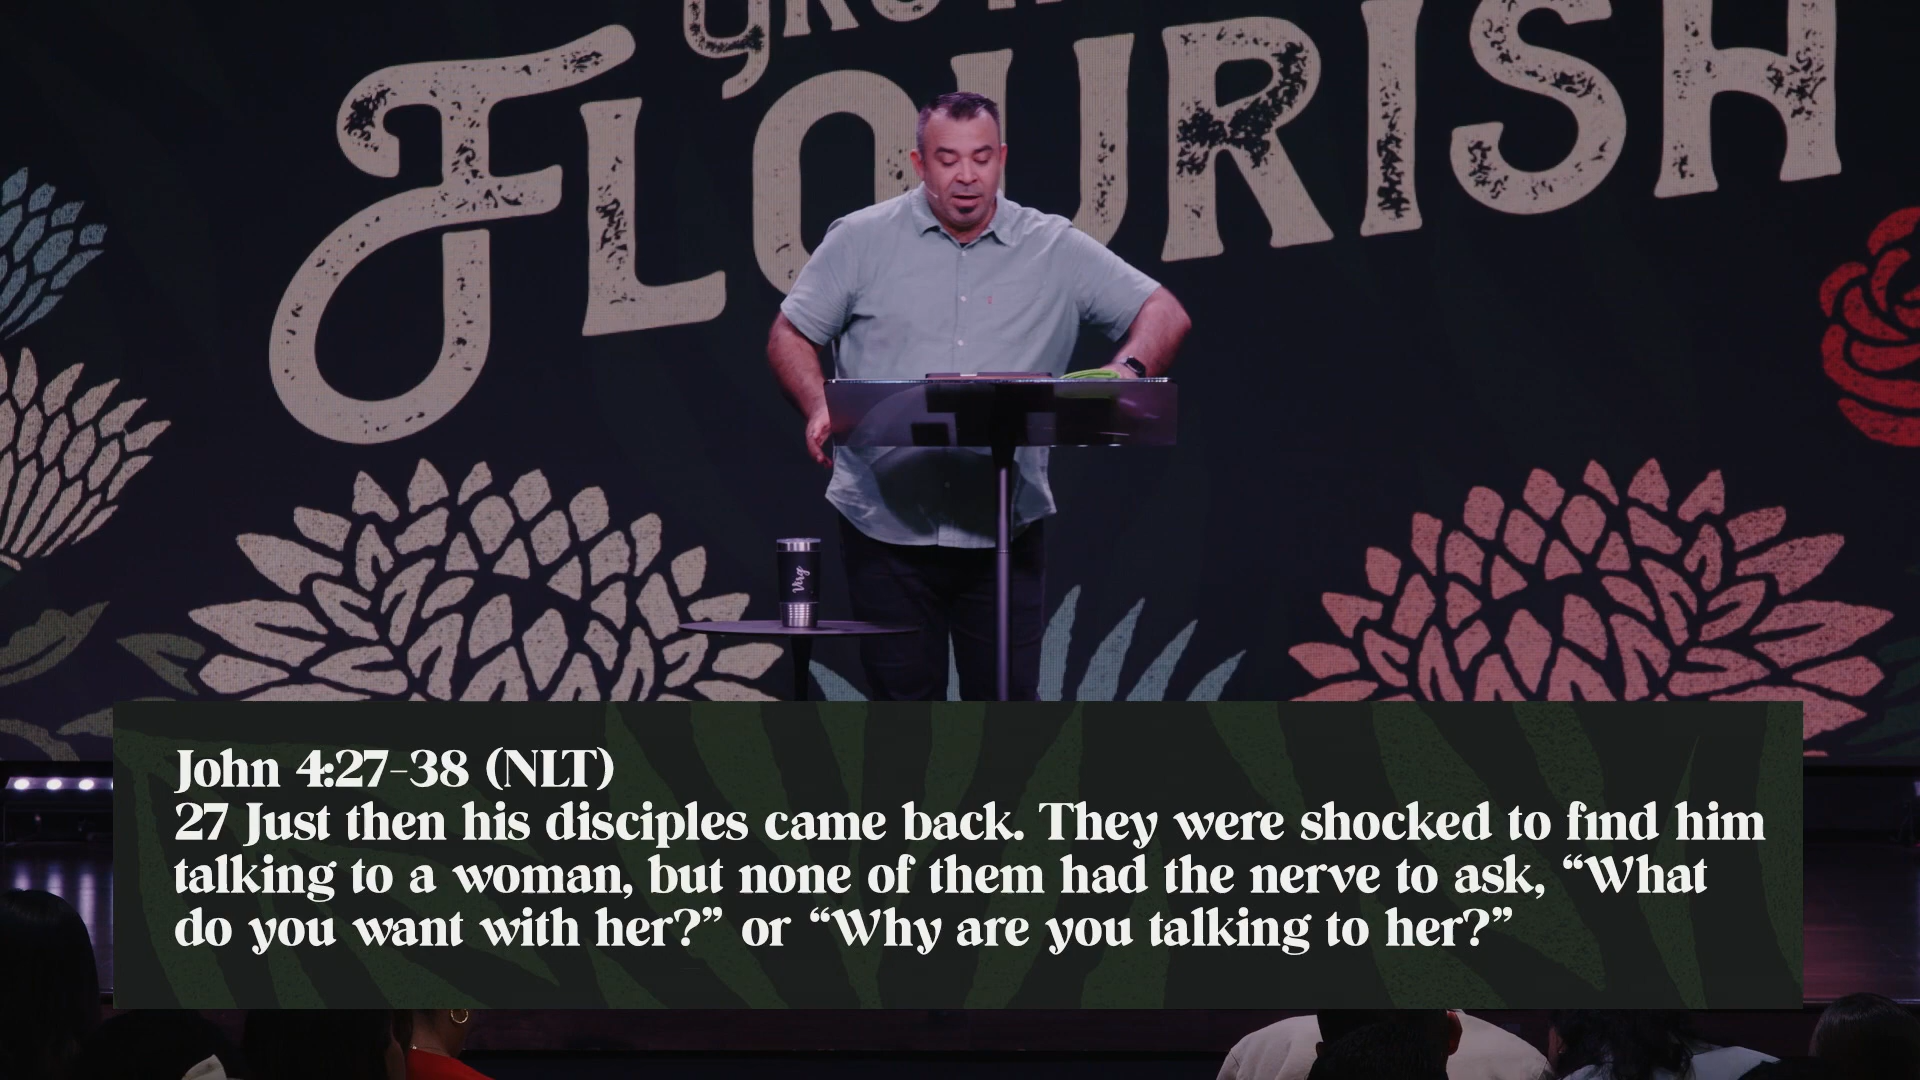 FLOURISH
Virg
John 4:27-38 (NLT)
27 Just then his disciples came back. They were shocked to find him
talking to a woman, but none of them had the nerve to ask, “What
do you want with her?” or “Why are you talking to her?”